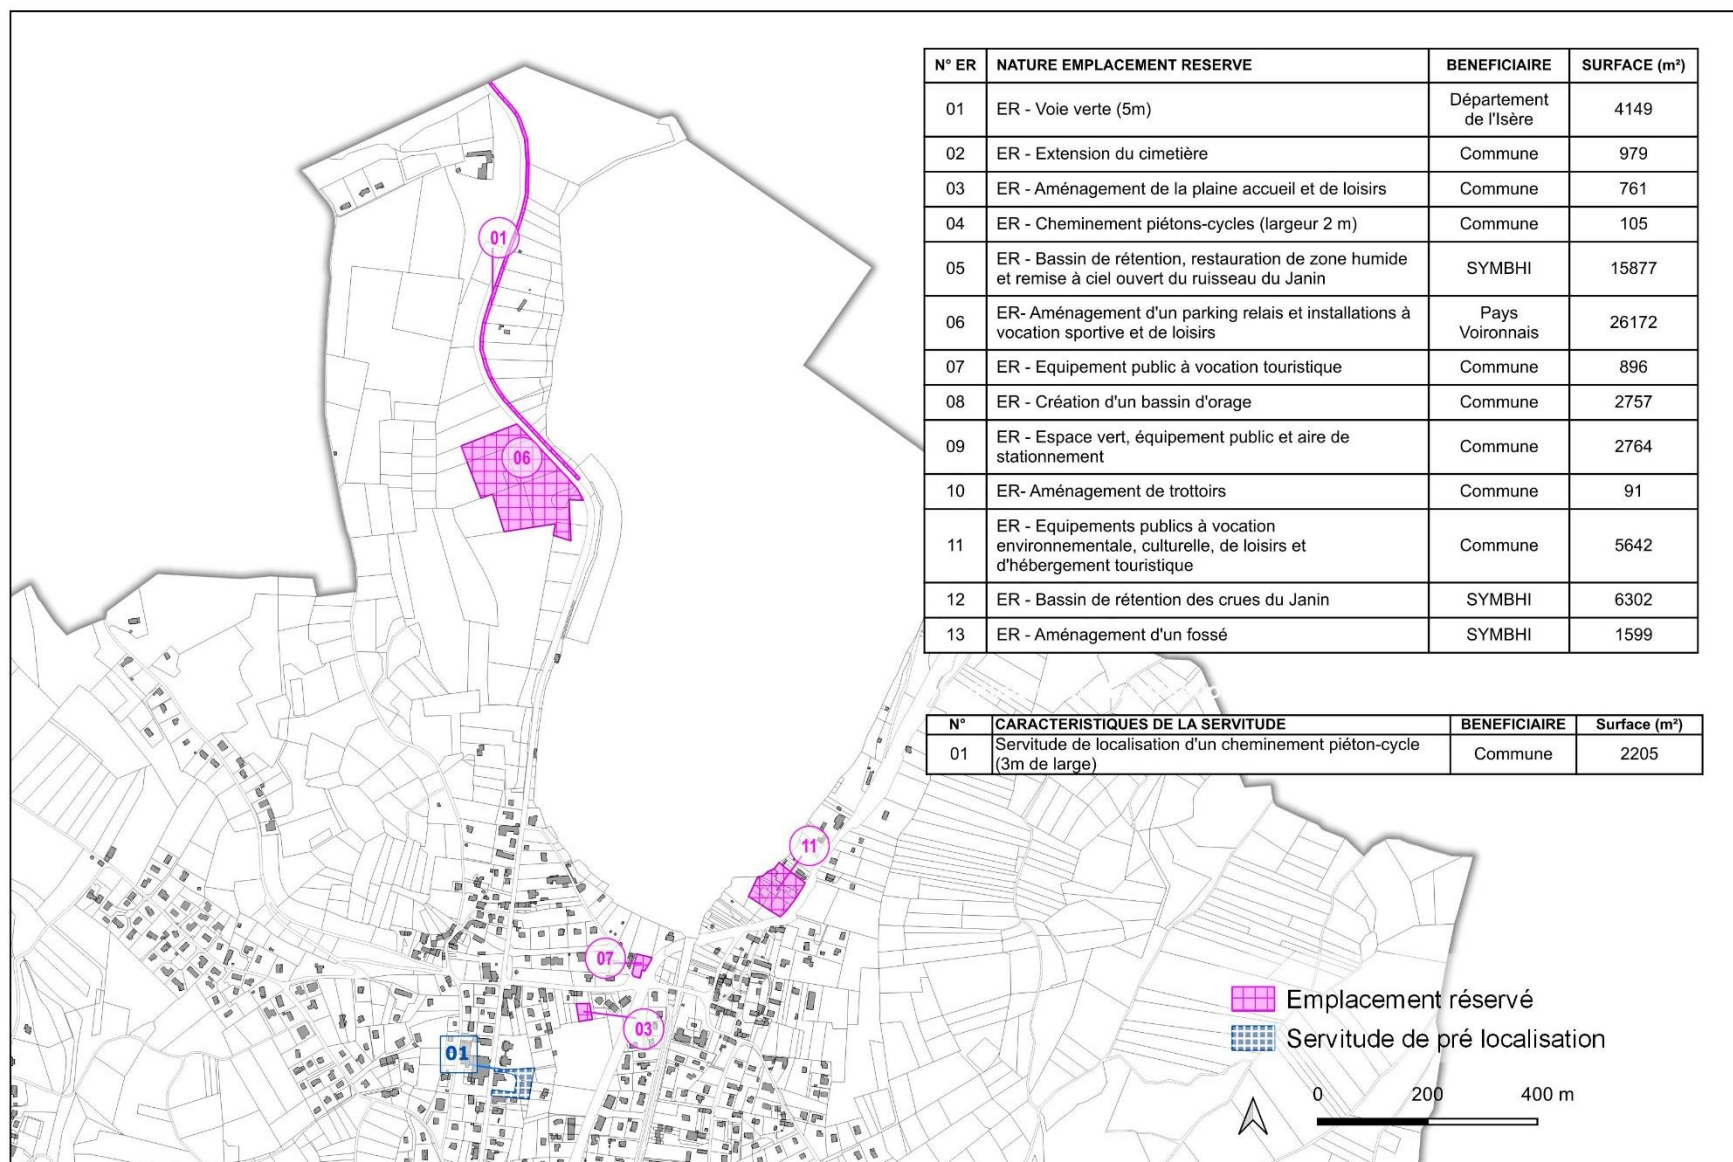 N° ER NATURE EMPLACEMENT RESERVE BENEFICIAIRE SURFACE (m²)
01 ER - Voie verte (5m) Département de l'Isère 4149
02 ER - Extension du cimetière Commune 979
03 ER - Aménagement de la plaine accueil et de loisirs Commune 761
04 ER - Cheminement piétons-cycles (largeur 2 m) Commune 105
05 ER - Bassin de rétention, restauration de zone humide
et remise à ciel ouvert du ruisseau du Janin SYMBHI 15877
06 ER- Aménagement d'un parking relais et installations à
vocation sportive et de loisirs Pays Voironnais 26172
07 ER - Equipement public à vocation touristique Commune 896
08 ER - Création d'un bassin d'orage Commune 2757
09 ER - Espace vert, équipement public et aire de
stationnement Commune 2764
10 ER- Aménagement de trottoirs Commune 91
11 ER - Equipements publics à vocation
environnementale, culturelle, de loisirs et
d'hébergement touristique Commune 5642
12 ER - Bassin de rétention des crues du Janin SYMBHI 6302
13 ER - Aménagement d'un fossé SYMBHI 1599
N° CARACTERISTIQUES DE LA SERVITUDE BENEFICIAIRE Surface (m²)
01 Servitude de localisation d'un cheminement piéton-cycle
(3m de large) Commune 2205
01
06
11
07
03
01
Emplacement réservé
Servitude de pré localisation
0 200 400 m